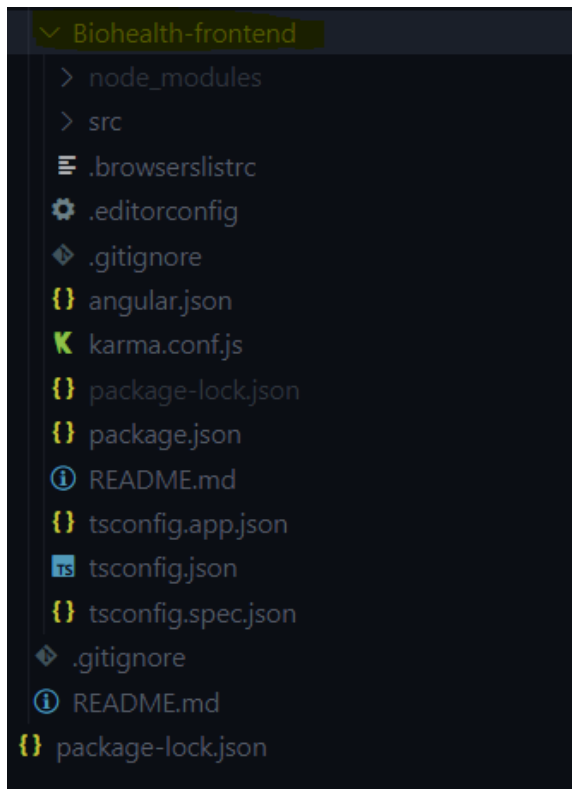 Biohealth-frontend
node_modules
src
.browserslistrc
.editorconfig
.gitignore
angular.json
karma.conf.js
package-lock.json
package.json
README.md
tsconfig.app.json
TS tsconfig.json
tsconfig.spec.json
.gitignore
README.md
package-lock.json